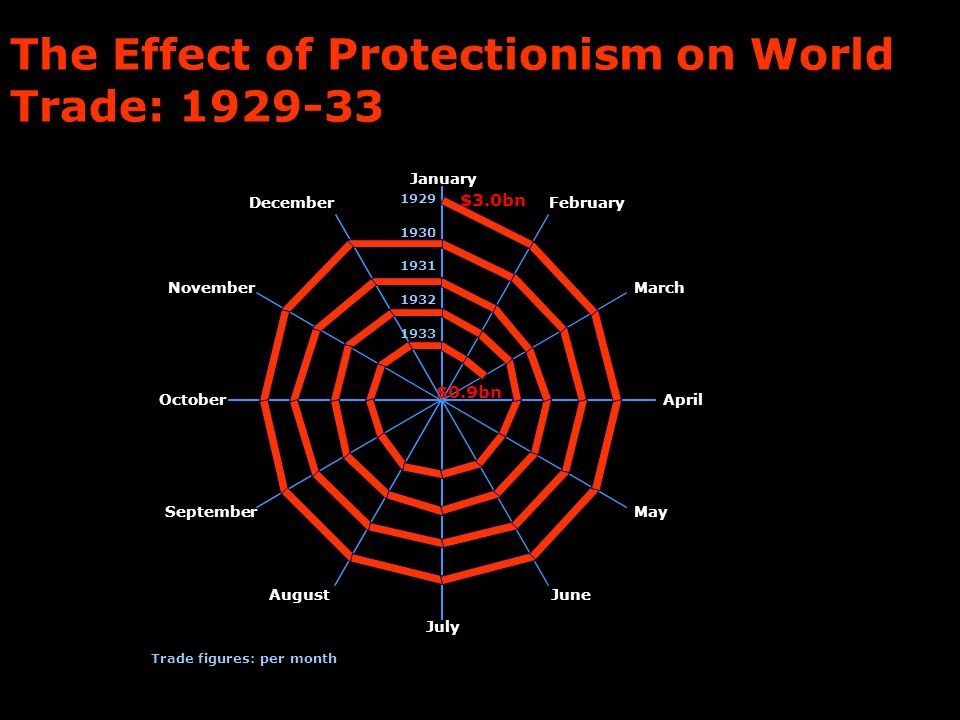 The Effect of Protectionism on World
Trade: 1929-33
January
December
1929
$3.0bn
February
1930
1931
November
1932
March
1933
$0.9bn
October
April
September
May
August
June
July
Trade figures: per month